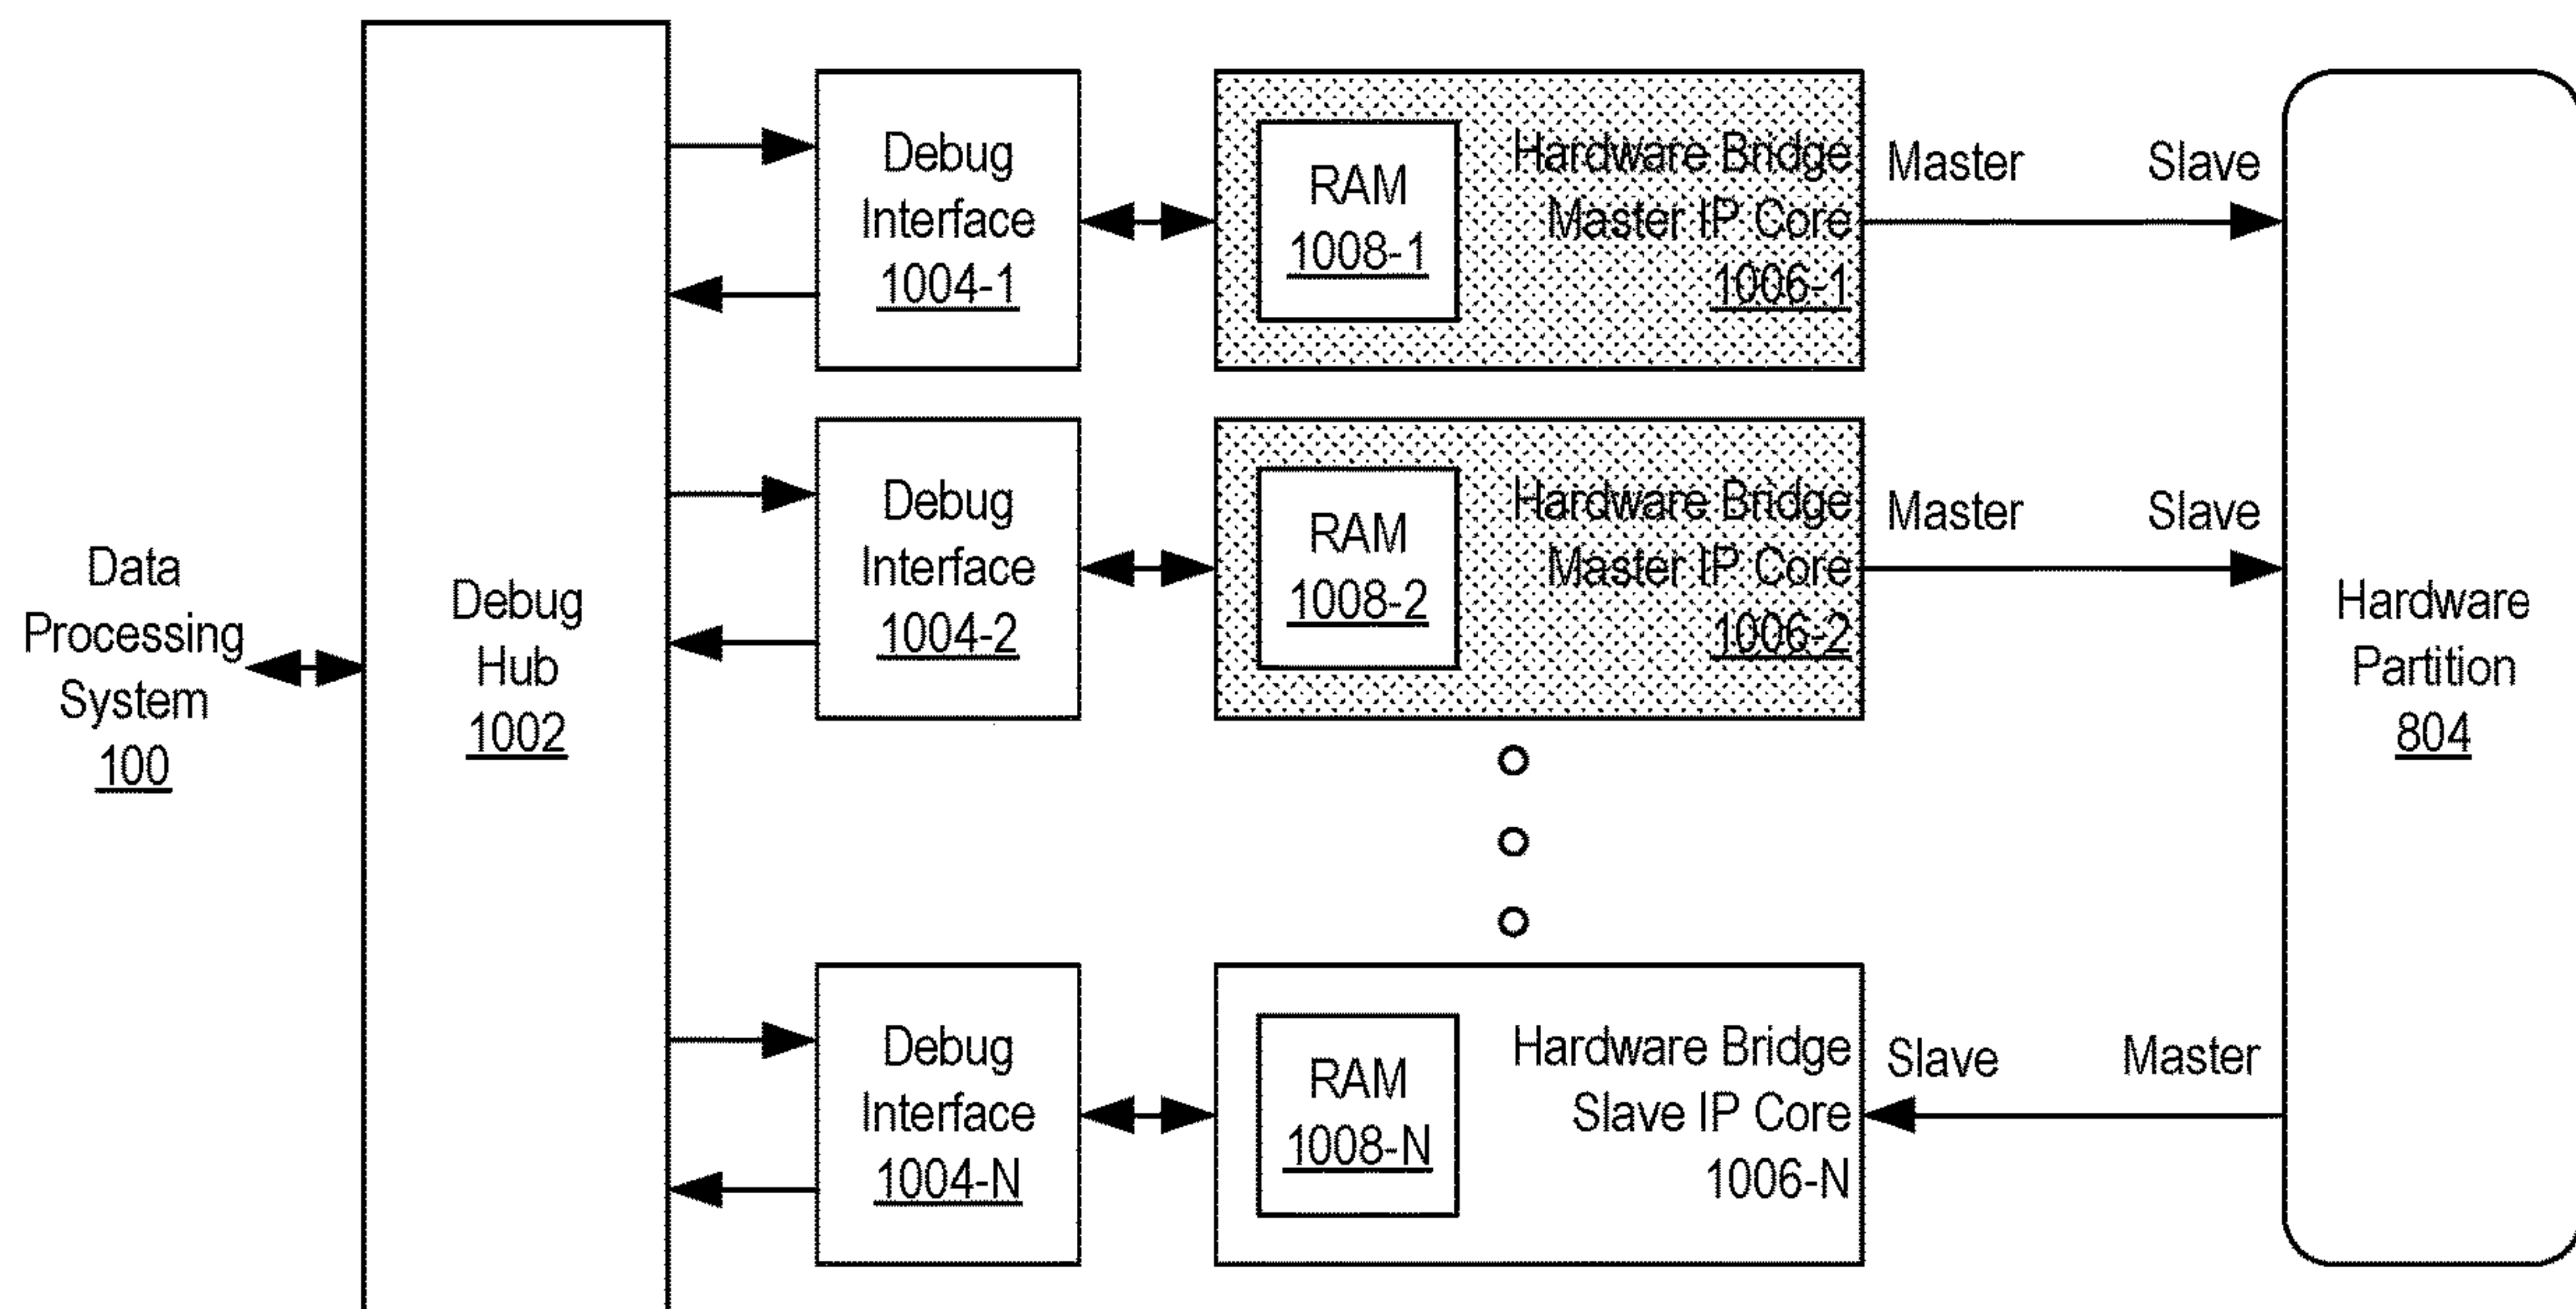 Data
Processing
System
100
Debug
Hub
1002
Debug
Interface
1004-1
RAM
1008-1
Hardware Bridge
Master IP Core
1006-1
Master
Slave
Debug
Interface
1004-2
RAM
1008-2
Hardware Bridge
Master IP Core
1006-2
Master
Slave
Debug
Interface
1004-N
RAM
1008-N
Hardware Bridge
Slave IP Core
1006-N
Slave
Master
Hardware
Partition
804